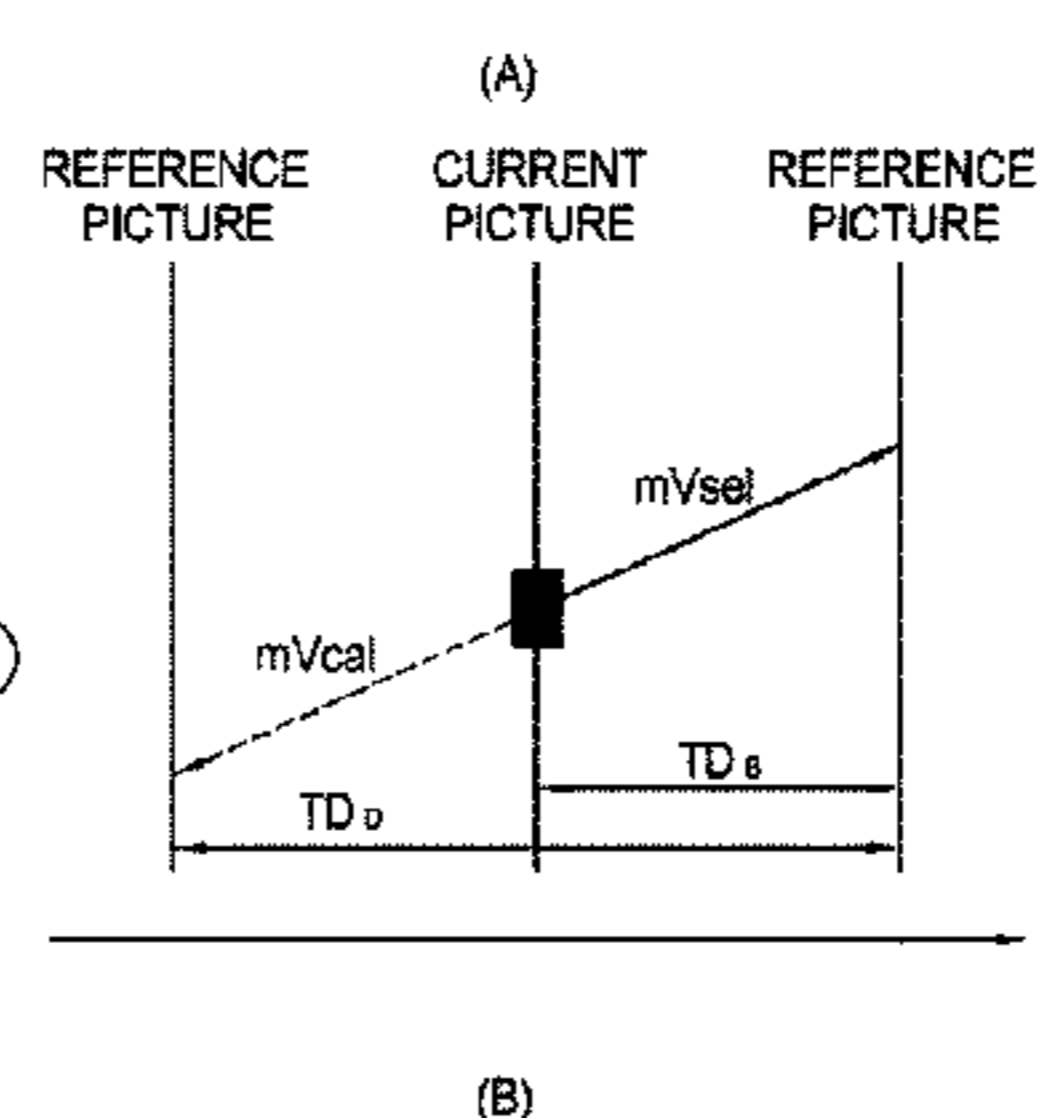 (A)
REFERENCE PICTURE
CURRENT PICTURE
REFERENCE PICTURE
mVsel
mVcal
TD B
TD D
(B)